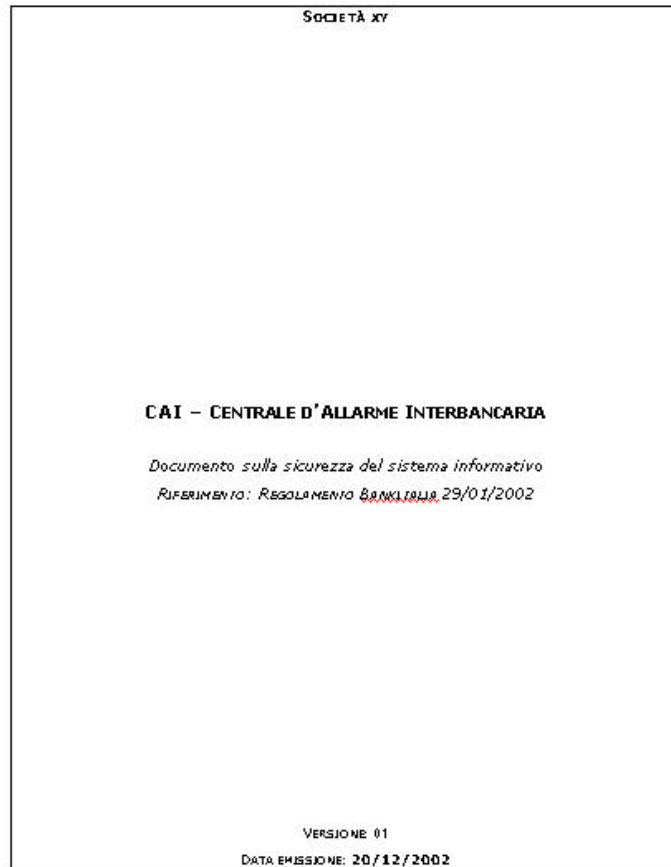 SOCIETÀ XY
CAI – CENTRALE D'ALLARME INTERBANCARIA
Documento sulla sicurezza del sistema informativo
RIFERIMENTO: REGOLAMENTO BANKITALIA 29/01/2002
VERSIONE 01
DATA EMISSIONE: 20/12/2002